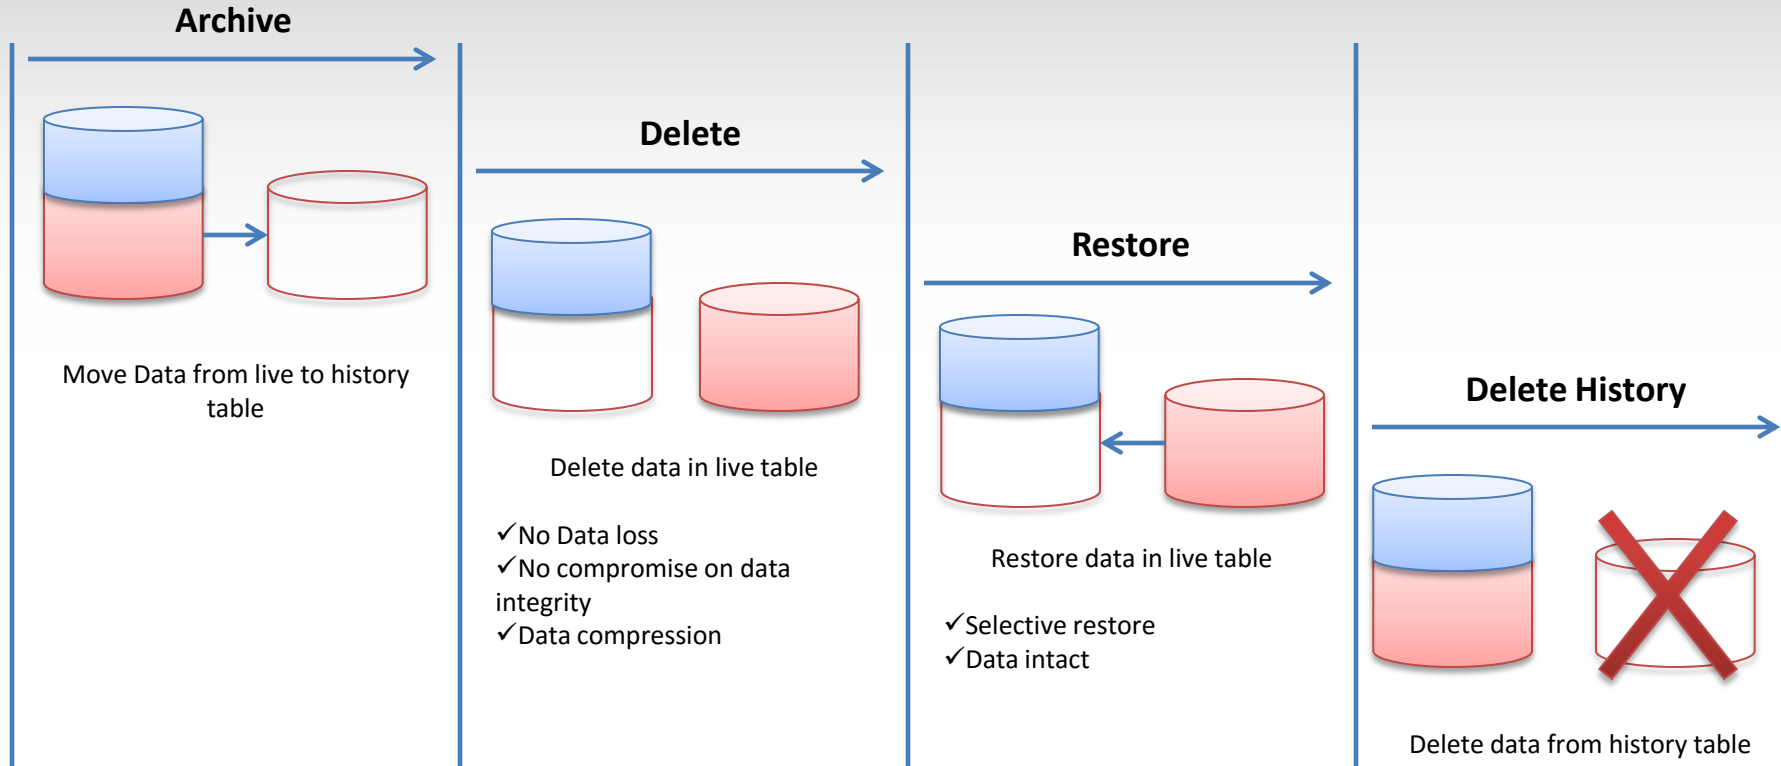 Archive
Move Data from live to history
table
Delete
Delete data in live table
✓No Data loss
✓No compromise on data
integrity
✓Data compression
Restore
Restore data in live table
✓Selective restore
✓Data intact
Delete History
Delete data from history table